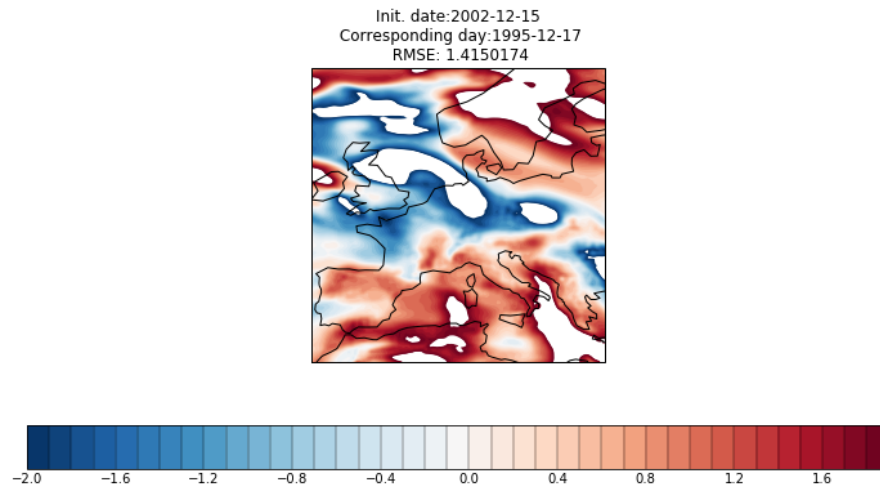 Init. date:2002-12-15
Corresponding day:1995-12-17
RMSE: 1.4150174
−2.0 −1.6 −1.2 −0.8 −0.4 0.0 0.4 0.8 1.2 1.6